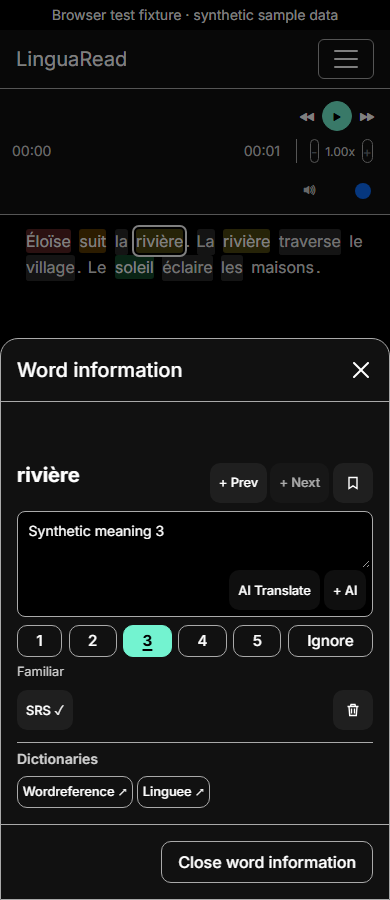 Browser test fixture · synthetic sample data
LinguaRead
00:00 00:01 - 1.00x +
Éloïse suit la rivière. La rivière traverse le
village. Le soleil éclaire les maisons.
Word information
rivière + Prev + Next
Synthetic meaning 3
AI Translate + AI
1 2 3 4 5 Ignore
Familiar
SRS ✓
Dictionaries
Wordreference ↗ Linguee ↗
Close word information